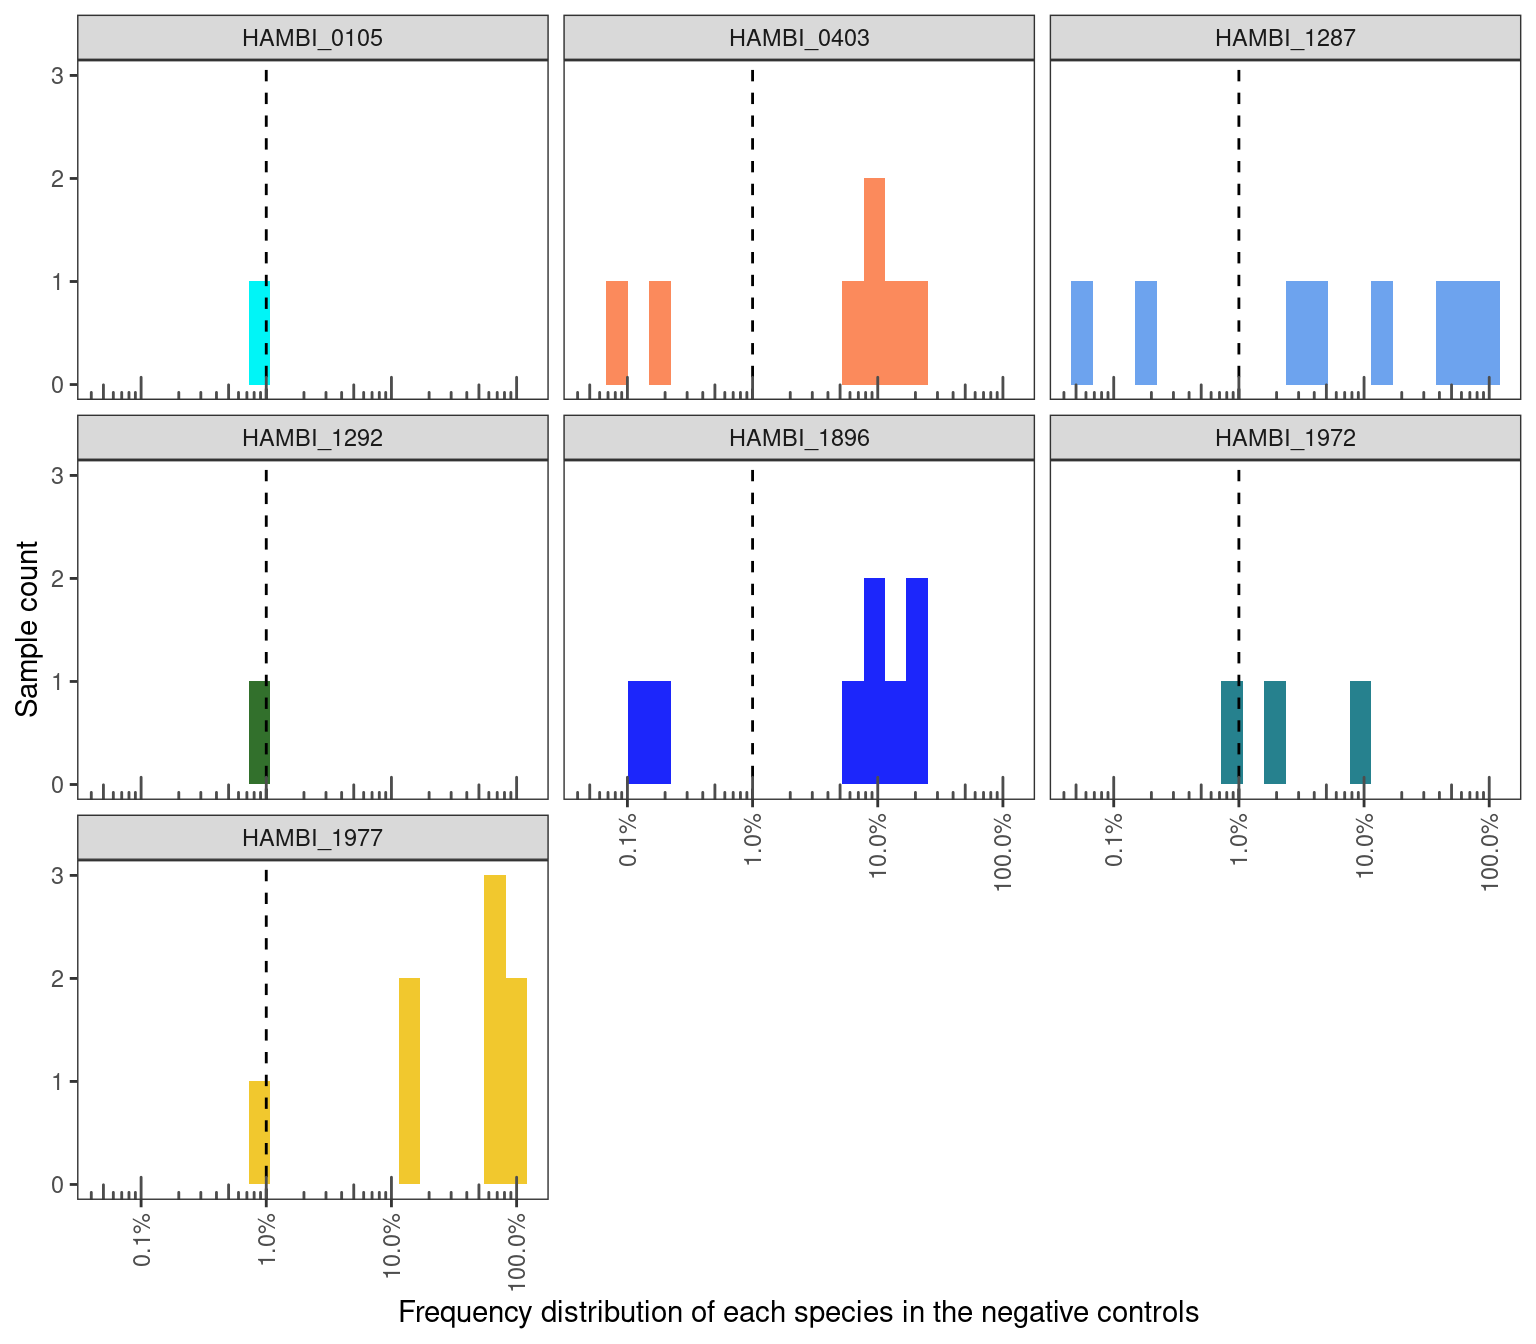 HAMBI_0105
HAMBI_0403
HAMBI_1287
3
2
1
0
HAMBI_1292
HAMBI_1896
HAMBI_1972
3
2
1
0
0.1%
1.0%
10.0%
100.0%
0.1%
1.0%
10.0%
100.0%
HAMBI_1977
3
2
1
0
0.1%
1.0%
10.0%
100.0%
Sample count
Frequency distribution of each species in the negative controls